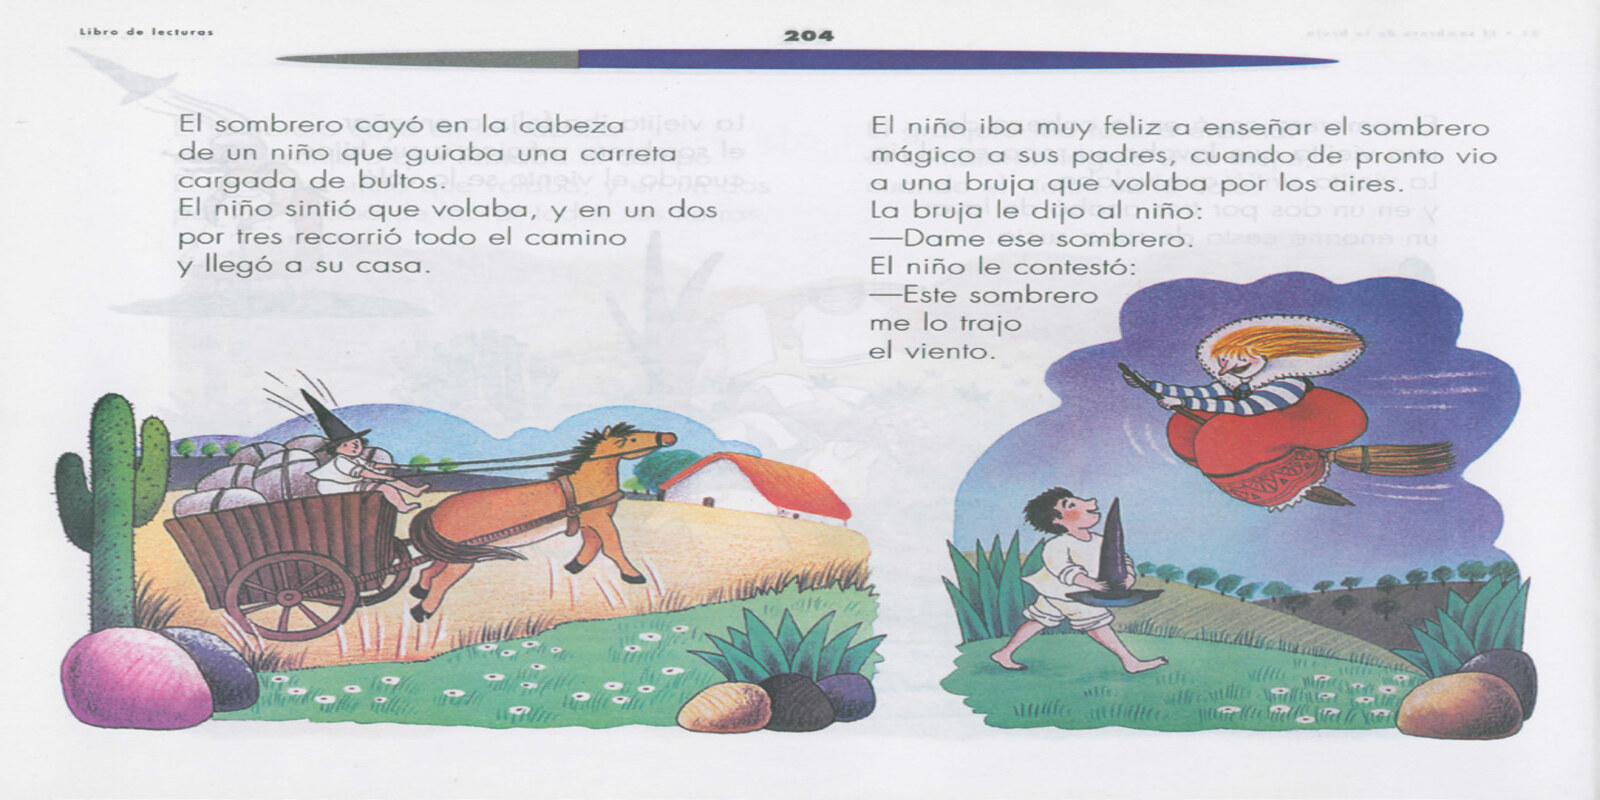 Libro de lecturas
204
El sombrero cayó en la cabeza
de un niño que guiaba una carreta
cargada de bultos.
El niño sintió que volaba, y en un dos
por tres recorrió todo el camino
y llegó a su casa.
El niño iba muy feliz a enseñar el sombrero
mágico a sus padres, cuando de pronto vio
a una bruja que volaba por los aires.
La bruja le dijo al niño:
—Dame ese sombrero.
El niño le contestó:
—Este sombrero
me lo trajo
el viento.